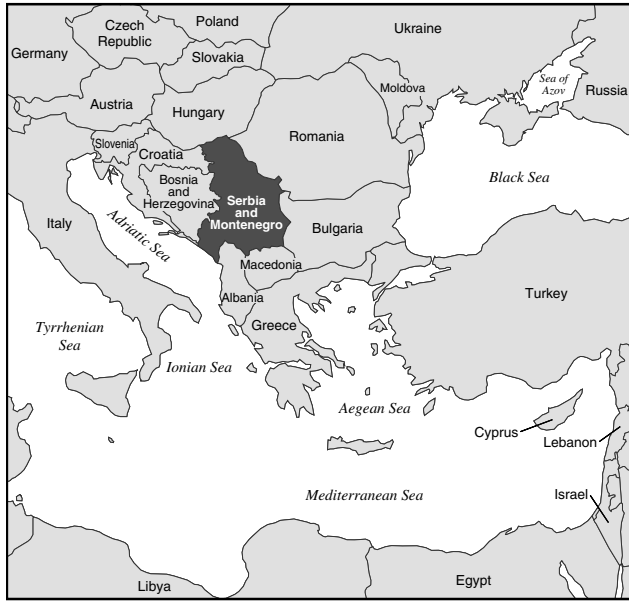 Poland
Czech
Republic
Ukraine
Germany
Slovakia
Sea of
Azov
Russia
Moldova
Austria
Hungary
Romania
Slovenia
Croatia
Black Sea
Bosnia
and
Herzegovina
Serbia
and
Montenegro
Italy
Adriatic Sea
Bulgaria
Macedonia
Turkey
Albania
Greece
Tyrrhenian
Sea
Ionian Sea
Aegean Sea
Cyprus
Lebanon
Mediterranean Sea
Israel
Libya
Egypt